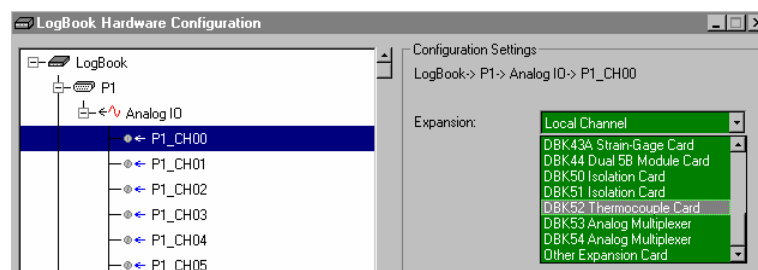 LogBook Hardware Configuration
LogBook
P1
Analog IO
P1_CH00
P1_CH01
P1_CH02
P1_CH03
P1_CH04
P1_CH05
Configuration Settings
LogBook-> P1-> Analog IO-> P1_CH00
Expansion:
Local Channel
DBK43A Strain-Gage Card
DBK44 Dual 5B Module Card
DBK50 Isolation Card
DBK51 Isolation Card
DBK52 Thermocouple Card
DBK53 Analog Multiplexer
DBK54 Analog Multiplexer
Other Expansion Card